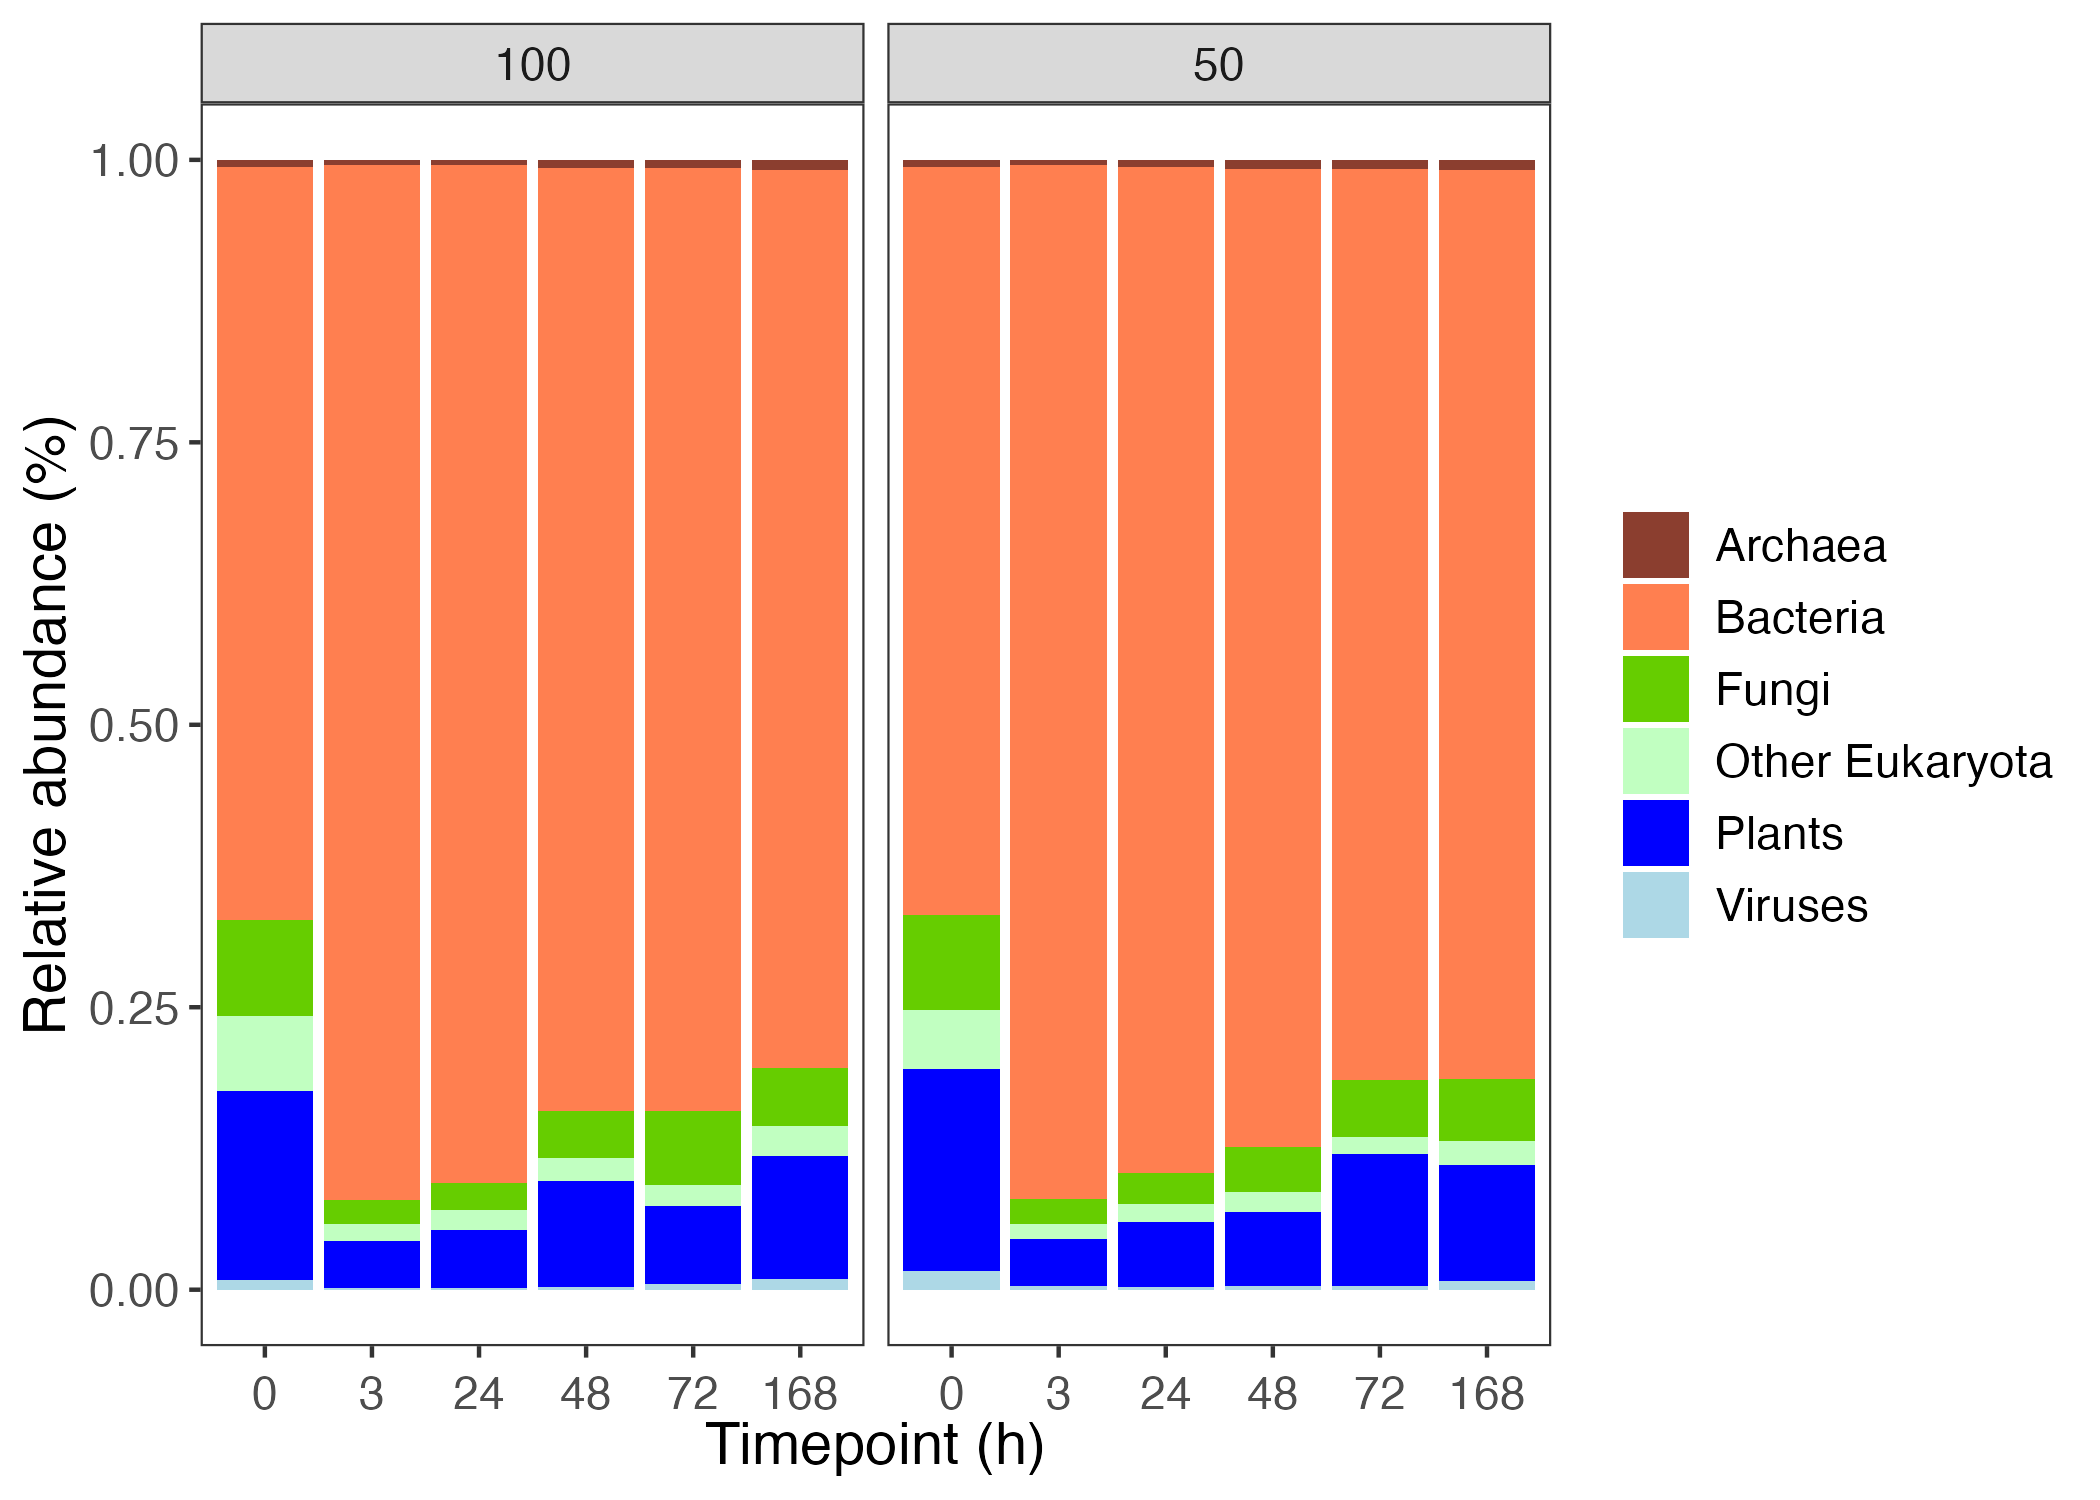 100
50
1.00
0.75
0.50
0.25
0.00
Relative abundance (%)
0 3 24 48 72 168
0 3 24 48 72 168
Timepoint (h)
Archaea
Bacteria
Fungi
Other Eukaryota
Plants
Viruses